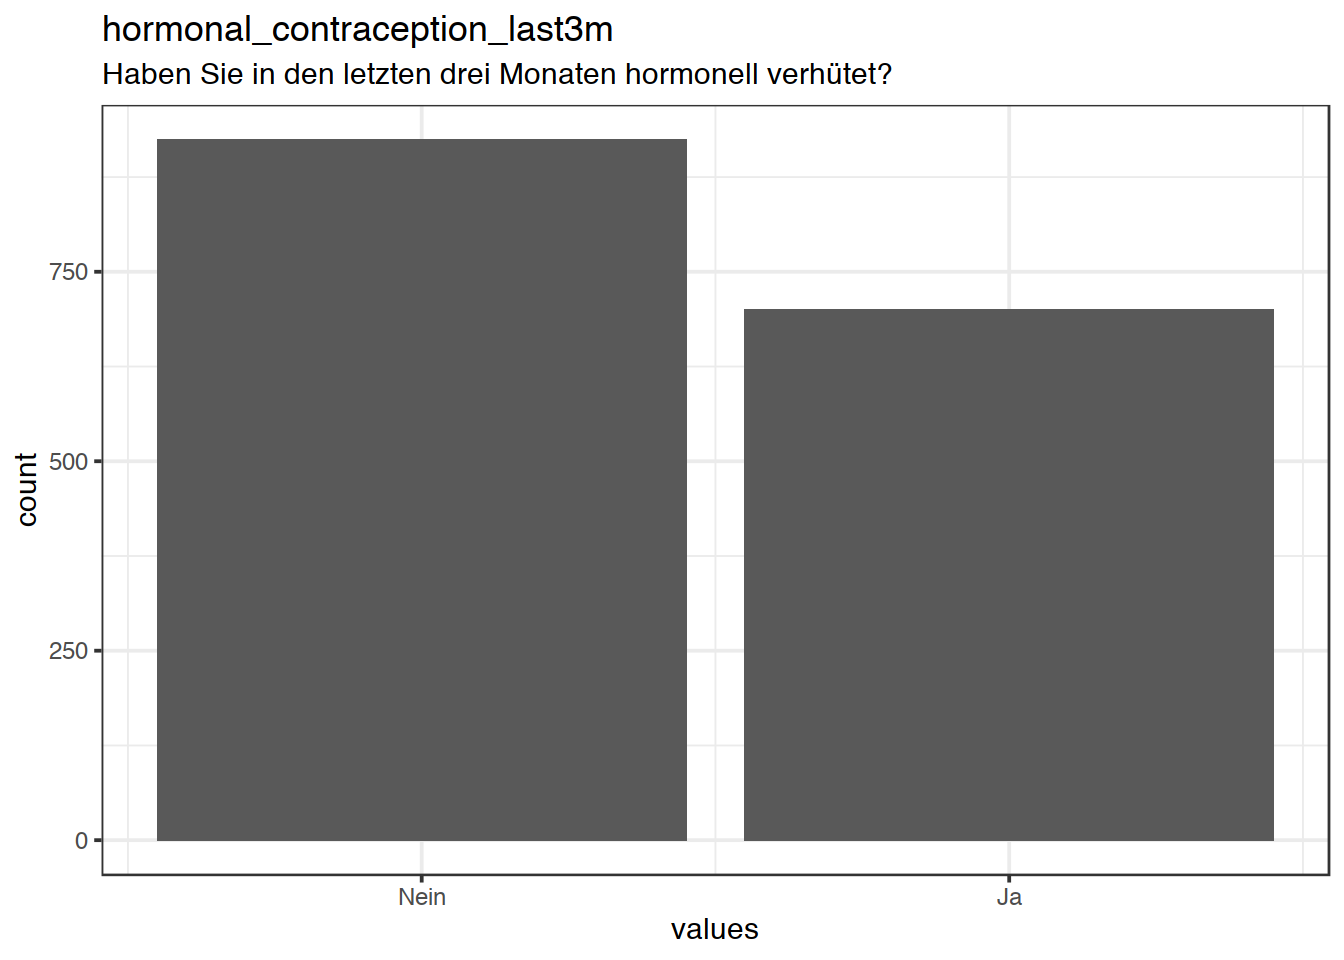 hormonal_contraception_last3m
Haben Sie in den letzten drei Monaten hormonell verhütet?
count
750
500
250
0
Nein
Ja
values